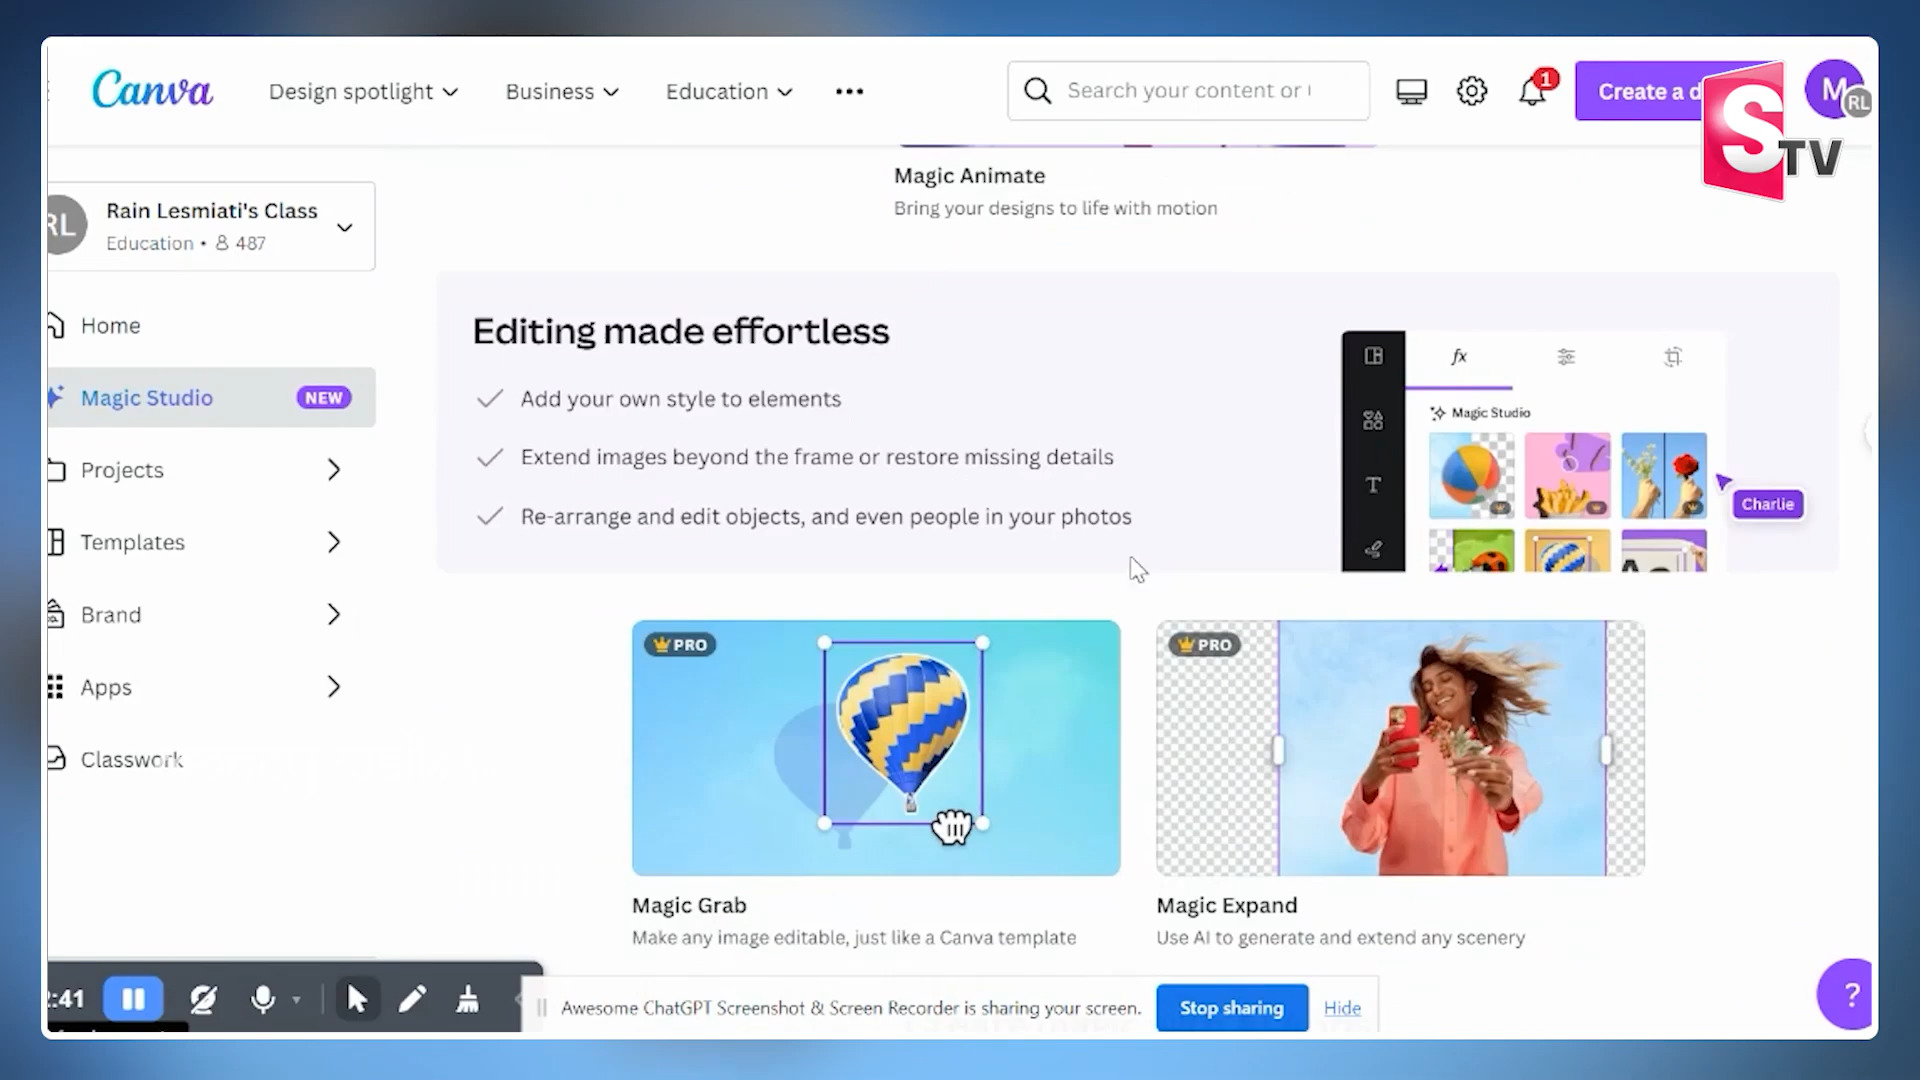 Canva
Design spotlight
Business
Education
Search your content or
1
Create a d
M
RL
S
TV
Magic Animate
Bring your designs to life with motion
RL
Rain Lesmiati's Class
Education • 487
Home
Magic Studio
NEW
Projects
Templates
Brand
Apps
Classwork
Editing made effortless
Add your own style to elements
Extend images beyond the frame or restore missing details
Re-arrange and edit objects, and even people in your photos
fx
Magic Studio
T
Charlie
PRO
PRO
Magic Grab
Make any image editable, just like a Canva template
Magic Expand
Use AI to generate and extend any scenery
:41
Awesome ChatGPT Screenshot & Screen Recorder is sharing your screen.
Stop sharing
Hide
?